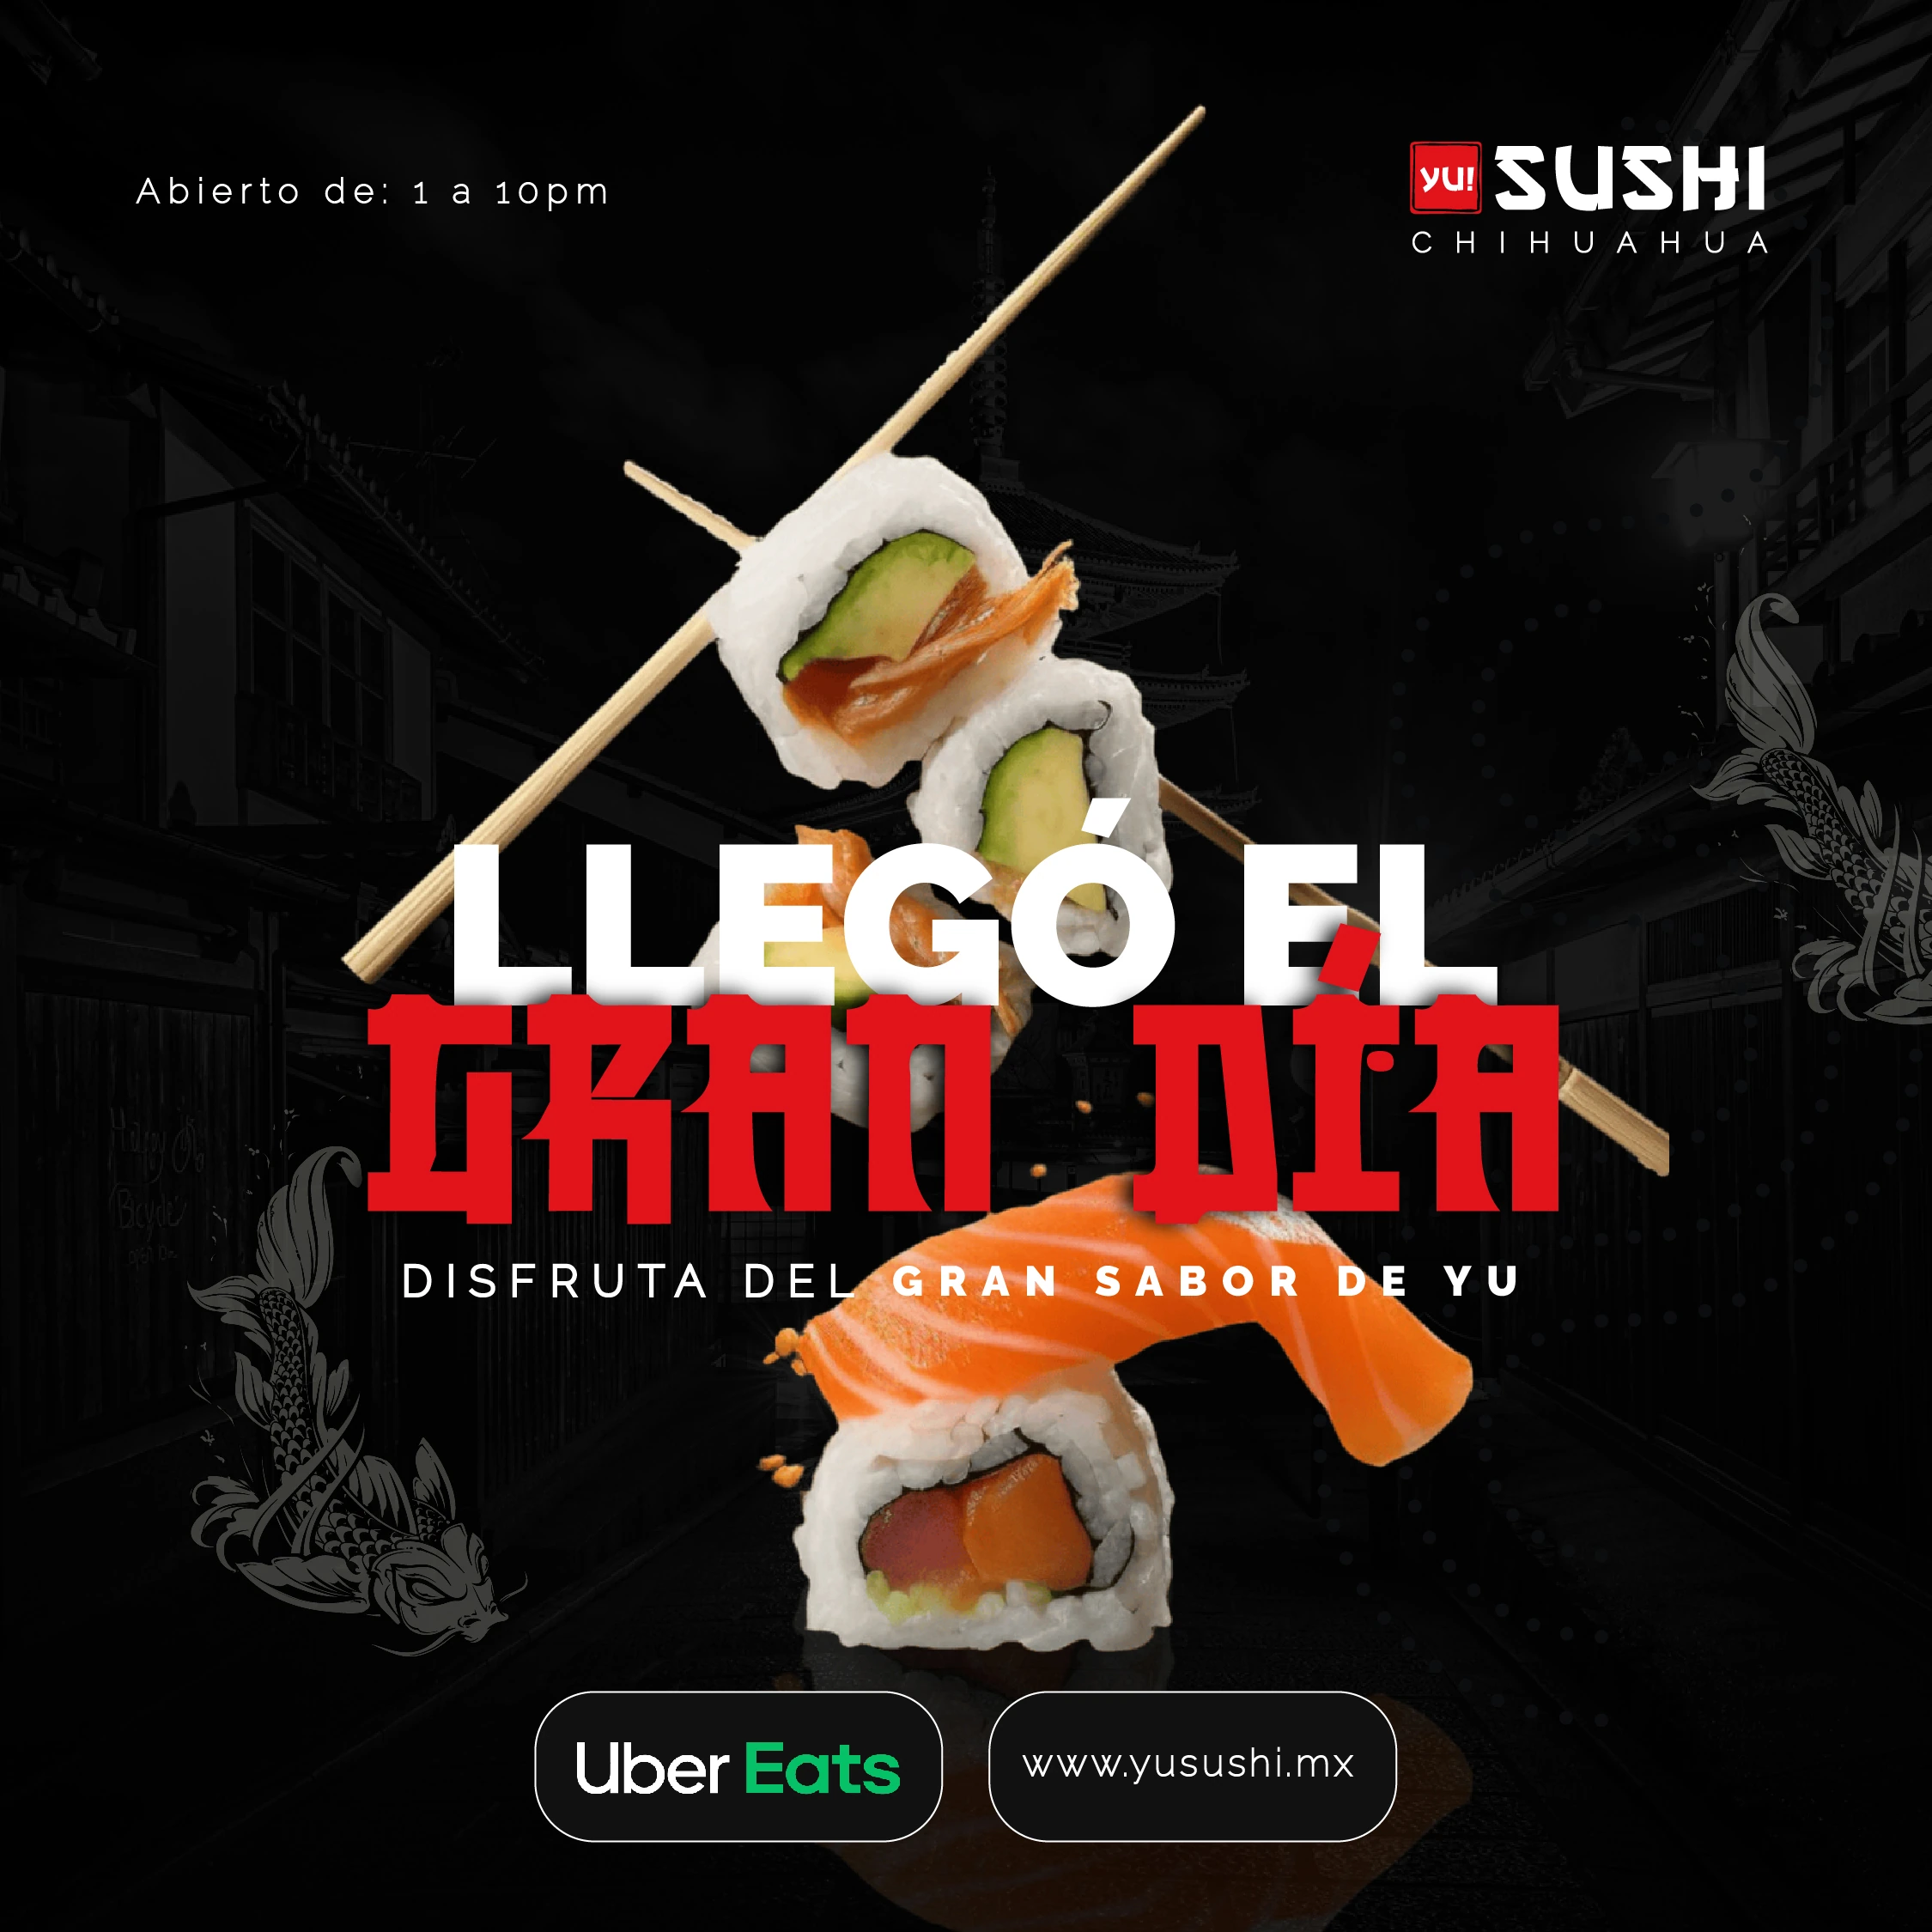 Abierto de: 1 a 10pm
YU! SUSHI
CHIHUAHUA
LLEGÓ EL
GRAN DÍA
DISFRUTA DEL GRAN SABOR DE YU
Uber Eats
www.yusushi.mx